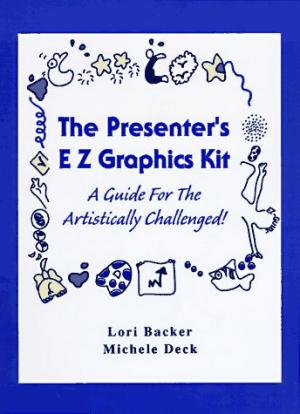 The Presenter's
E Z Graphics Kit
A Guide For The
Artistically Challenged!
Lori Backer
Michele Deck